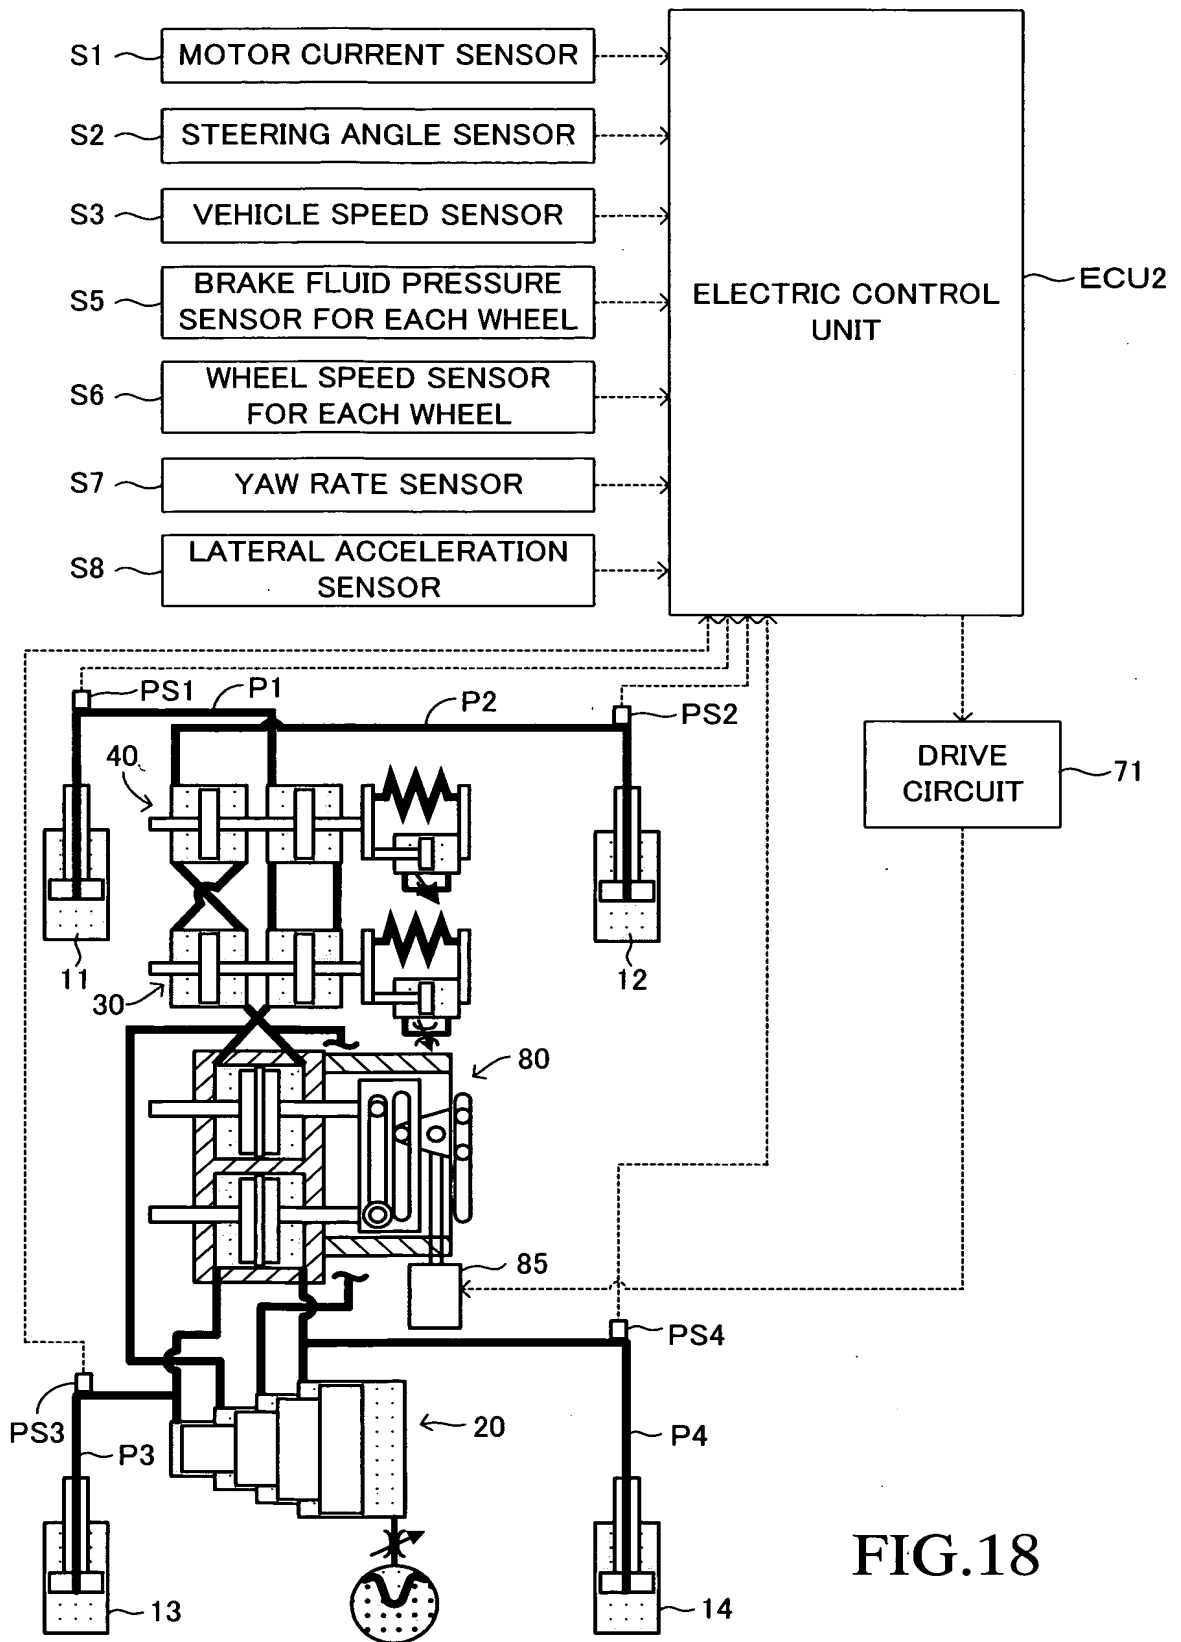 S1 MOTOR CURRENT SENSOR
S2 STEERING ANGLE SENSOR
S3 VEHICLE SPEED SENSOR
S5 BRAKE FLUID PRESSURE
SENSOR FOR EACH WHEEL
S6 WHEEL SPEED SENSOR
FOR EACH WHEEL
S7 YAW RATE SENSOR
S8 LATERAL ACCELERATION
SENSOR
ELECTRIC CONTROL
UNIT
ECU2
PS1
P1
P2
PS2
DRIVE
CIRCUIT
71
40
11
12
30
80
85
PS4
PS3
P3
20
P4
13
14
FIG.18